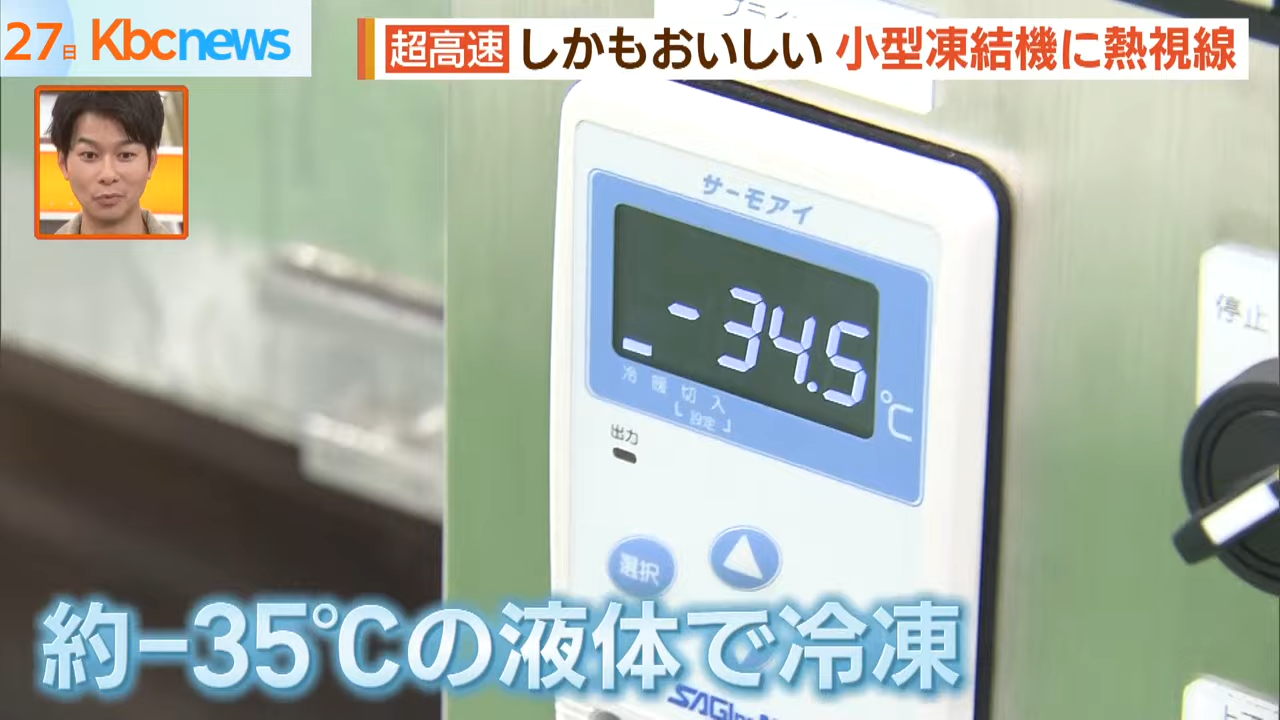 27日 Kbcnews
超高速 しかもおいしい 小型凍結機に熱視線
サーモアイ
-34.5
℃
冷 暖 切 入
設定
出力
停止
選択
約-35℃の液体で冷凍